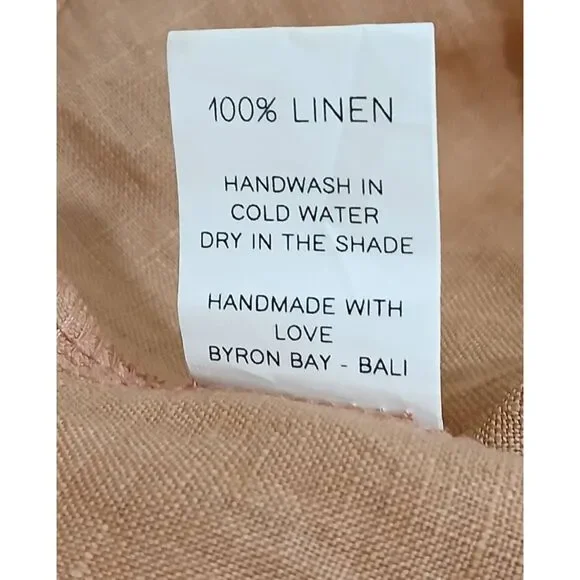 100% LINEN
HANDWASH IN
COLD WATER
DRY IN THE SHADE
HANDMADE WITH
LOVE
BYRON BAY - BALI